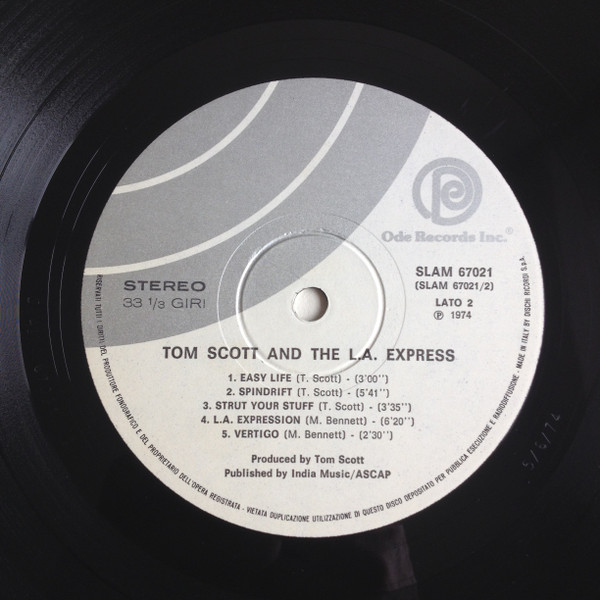 Ode Records Inc.®
STEREO
33 1/3 GIRI
SLAM 67021
(SLAM 67021/2)
LATO 2
℗ 1974
TOM SCOTT AND THE L.A. EXPRESS
1. EASY LIFE (T. Scott) - (3'00'')
2. SPINDRIFT (T. Scott) - (5'41'')
3. STRUT YOUR STUFF (T. Scott) - (3'35'')
4. L.A. EXPRESSION (M. Bennett) - (6'20'')
5. VERTIGO (M. Bennett) - (2'30'')
Produced by Tom Scott
Published by India Music/ASCAP
RISERVATI TUTTI I DIRITTI DEL PRODUTTORE FONOGRAFICO E DEL PROPRIETARIO DELL'OPERA REGISTRATA - VIETATA DUPLICAZIONE UTILIZZAZIONE DI QUESTO DISCO DEPOSITATO PER PUBBLICA ESECUZIONE E RADIODIFFUSIONE - MADE IN ITALY BY DISCHI RICORDI S.p.A.